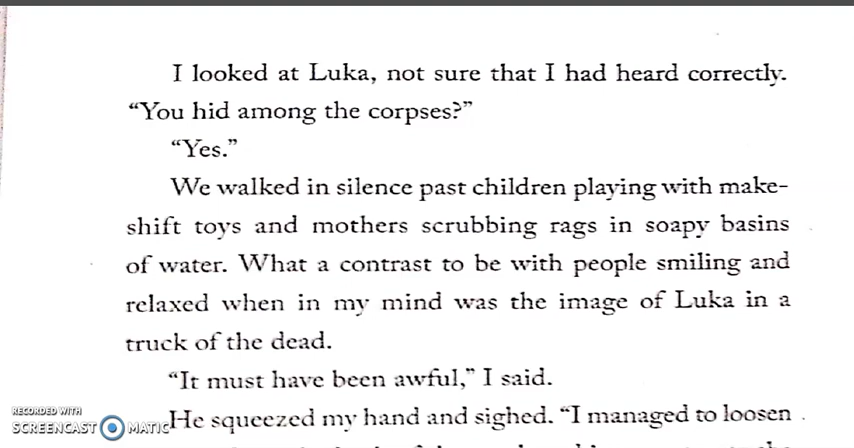 I looked at Luka, not sure that I had heard correctly.
“You hid among the corpses?”
“Yes.”
We walked in silence past children playing with make-
shift toys and mothers scrubbing rags in soapy basins
of water. What a contrast to be with people smiling and
relaxed when in my mind was the image of Luka in a
truck of the dead.
“It must have been awful,” I said.
He squeezed my hand and sighed. “I managed to loosen
RECORDED WITH
SCREENCAST MATIC